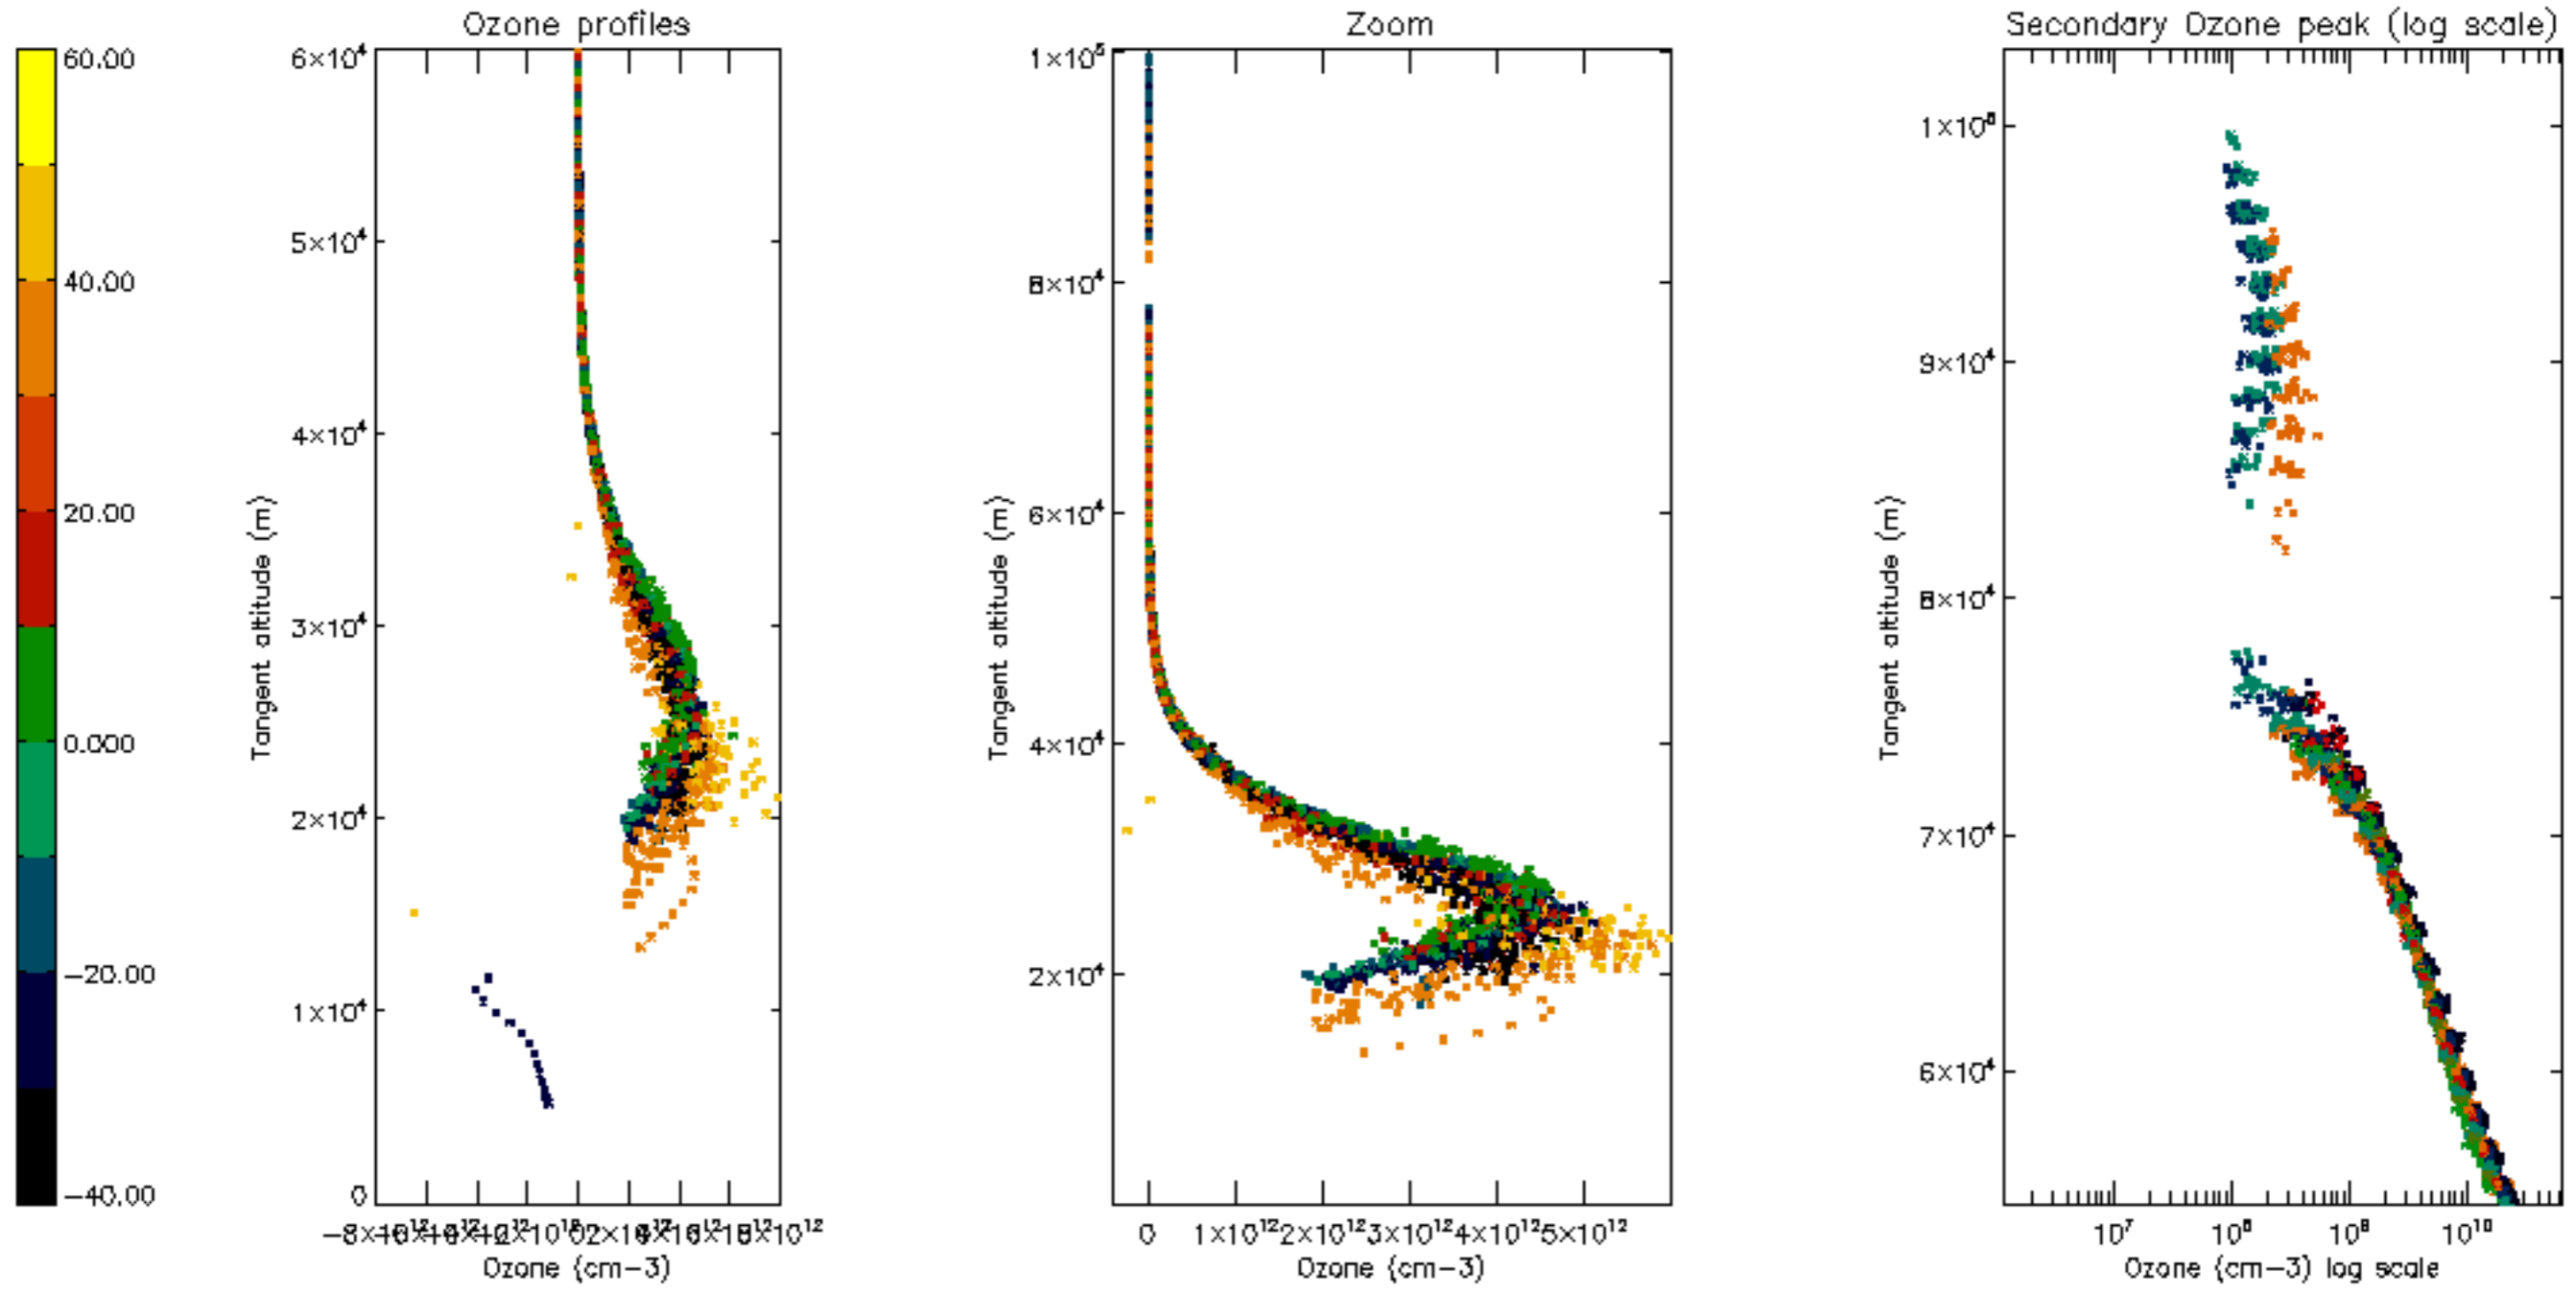 Ozone profiles
Zoom
Secondary Ozone peak (log scale)
60.00
40.00
20.00
0.000
−20.00
−40.00
Tangent altitude (m)
6×10⁴
5×10⁴
4×10⁴
3×10⁴
2×10⁴
1×10⁴
0
Ozone (cm−3)
Tangent altitude (m)
1×10⁵
8×10⁴
6×10⁴
4×10⁴
2×10⁴
0 1×10¹² 2×10¹² 3×10¹² 4×10¹² 5×10¹²
Ozone (cm−3)
Tangent altitude (m)
1×10⁵
9×10⁴
8×10⁴
7×10⁴
6×10⁴
10⁷ 10⁸ 10⁹ 10¹⁰
Ozone (cm−3) log scale